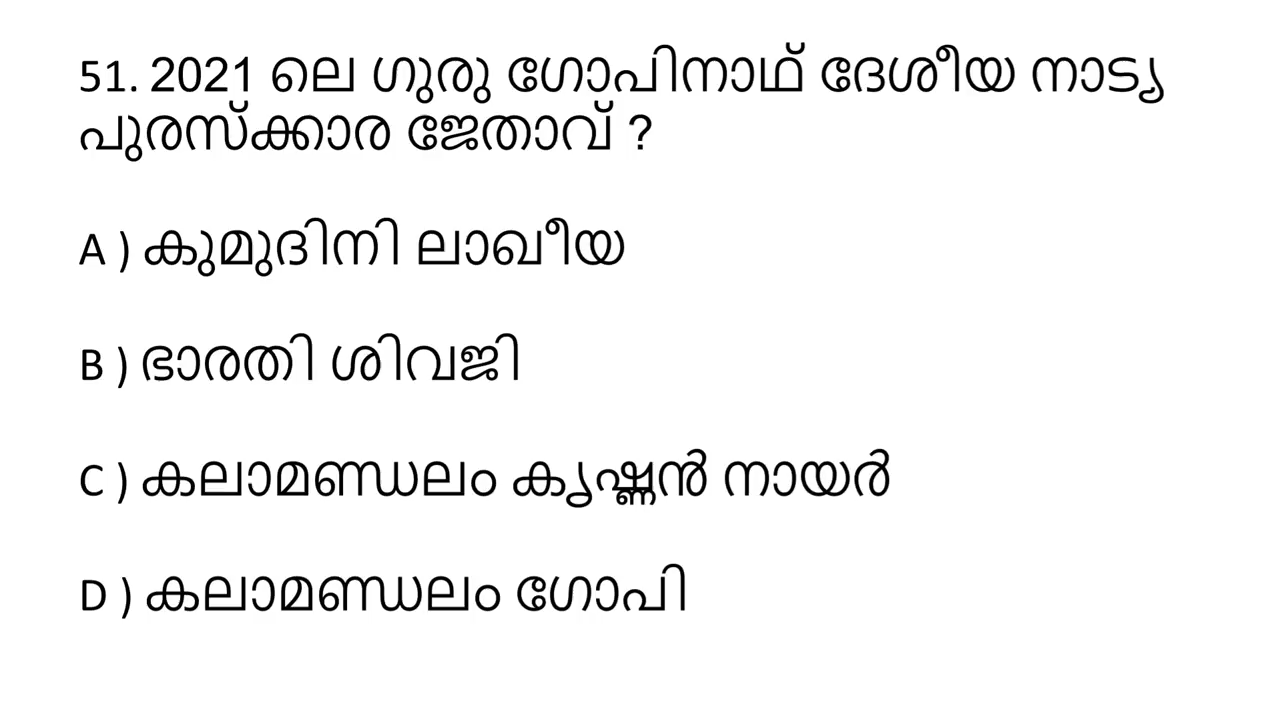 51. 2021 ലെ ഗുരു ഗോപിനാഥ് ദേശീയ നാട്യ
പുരസ്ക്കാര ജേതാവ് ?
A ) കുമുദിനി ലാഖീയ
B ) ഭാരതി ശിവജി
C ) കലാമണ്ഡലം കൃഷ്ണൻ നായർ
D ) കലാമണ്ഡലം ഗോപി